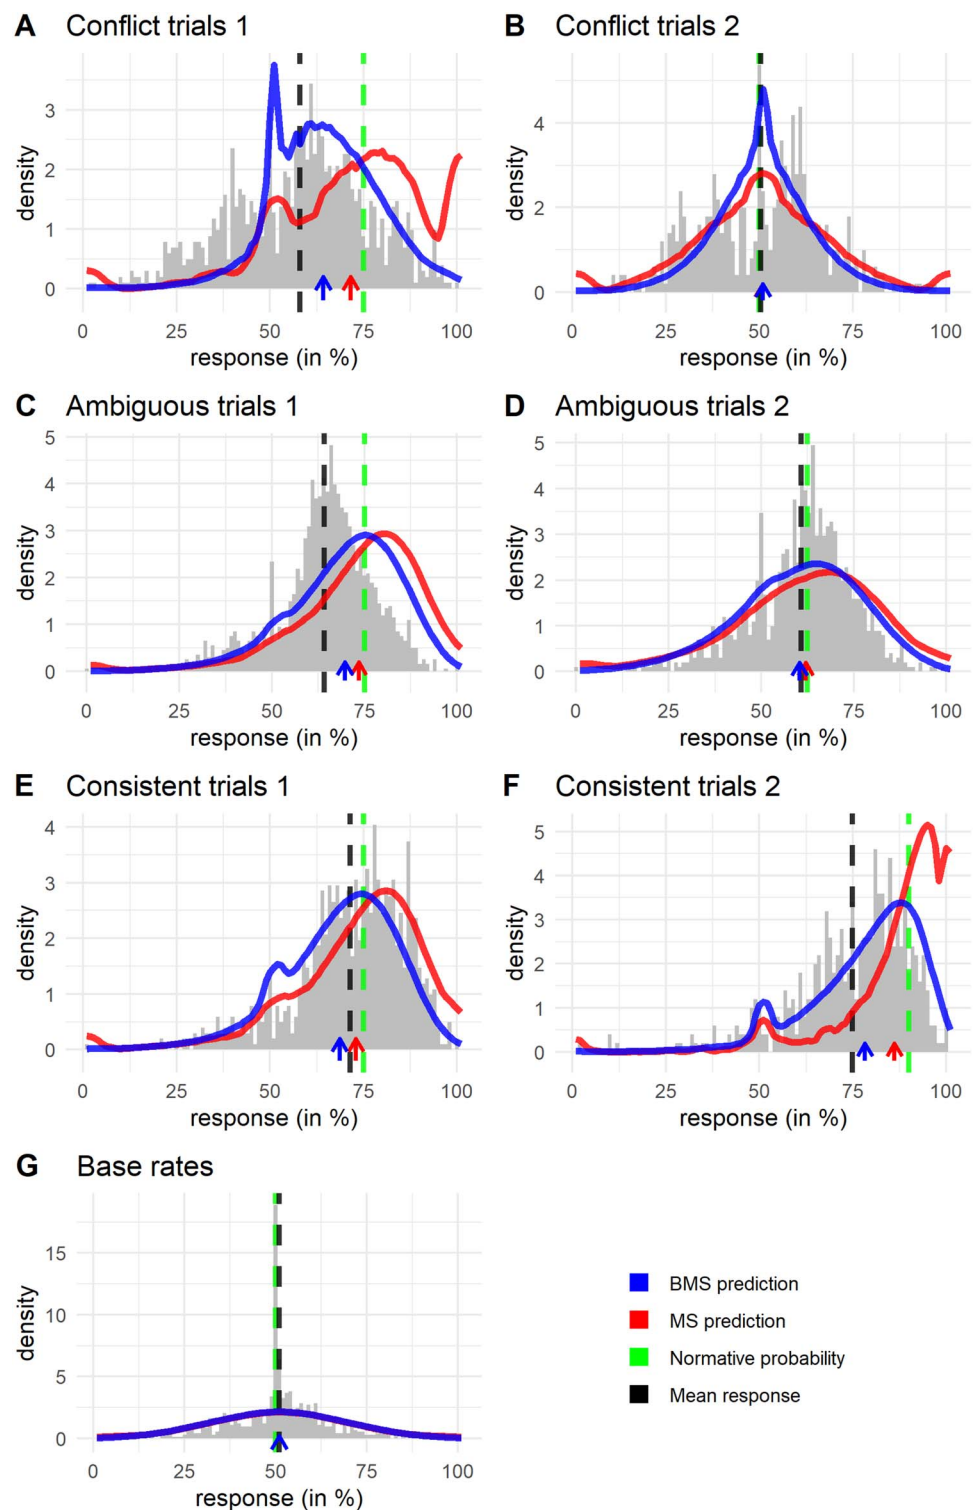 A Conflict trials 1
density
3
2
1
0
0 25 50 75 100
response (in %)
B Conflict trials 2
density
4
2
0
0 25 50 75 100
response (in %)
C Ambiguous trials 1
density
5
4
3
2
1
0
0 25 50 75 100
response (in %)
D Ambiguous trials 2
density
5
4
3
2
1
0
0 25 50 75 100
response (in %)
E Consistent trials 1
density
4
3
2
1
0
0 25 50 75 100
response (in %)
F Consistent trials 2
density
5
4
3
2
1
0
0 25 50 75 100
response (in %)
G Base rates
density
15
10
5
0
0 25 50 75 100
response (in %)
BMS prediction
MS prediction
Normative probability
Mean response